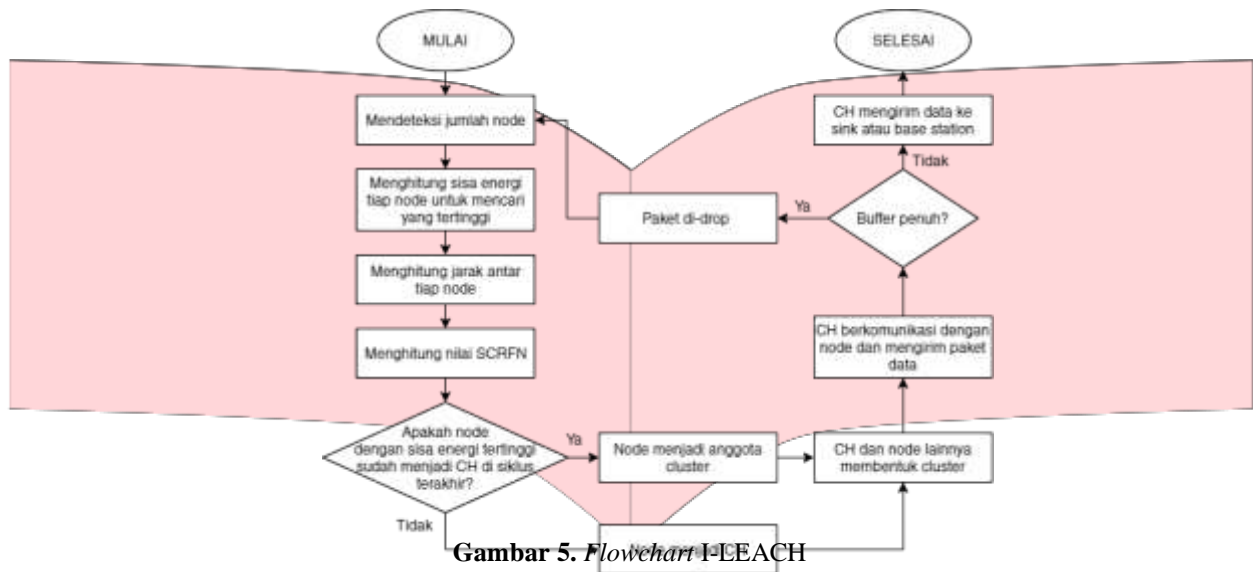 MULAI
Mendeteksi jumlah node
Menghitung sisa energi
tiap node untuk mencari
yang tertinggi
Menghitung jarak antar
tiap node
Menghitung nilai SCRFN
Apakah node
dengan sisa energi tertinggi
sudah menjadi CH di siklus
terakhir?
Ya
Tidak
Node menjadi anggota
cluster
Node menjadi CH
CH dan node lainnya
membentuk cluster
CH berkomunikasi dengan
node dan mengirim paket
data
Buffer penuh?
Ya
Paket di-drop
Tidak
CH mengirim data ke
sink atau base station
SELESAI
Gambar 5. Flowchart I-LEACH